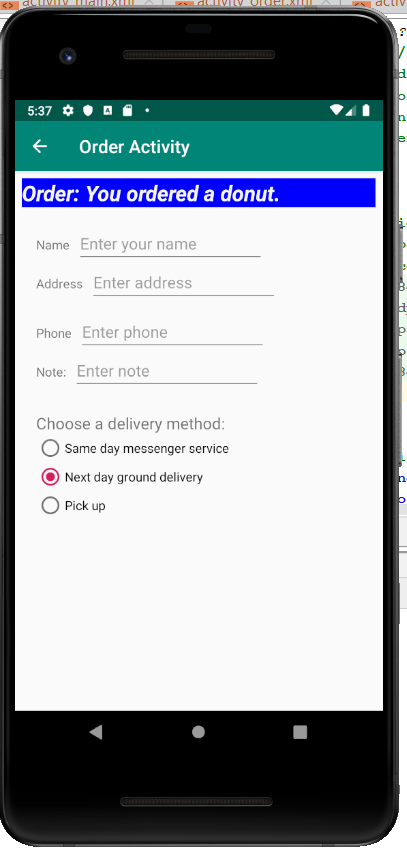 activity_main.xml activity_order.xml
5:37
Order Activity
Order: You ordered a donut.
Name Enter your name
Address Enter address
Phone Enter phone
Note: Enter note
Choose a delivery method:
Same day messenger service
Next day ground delivery
Pick up